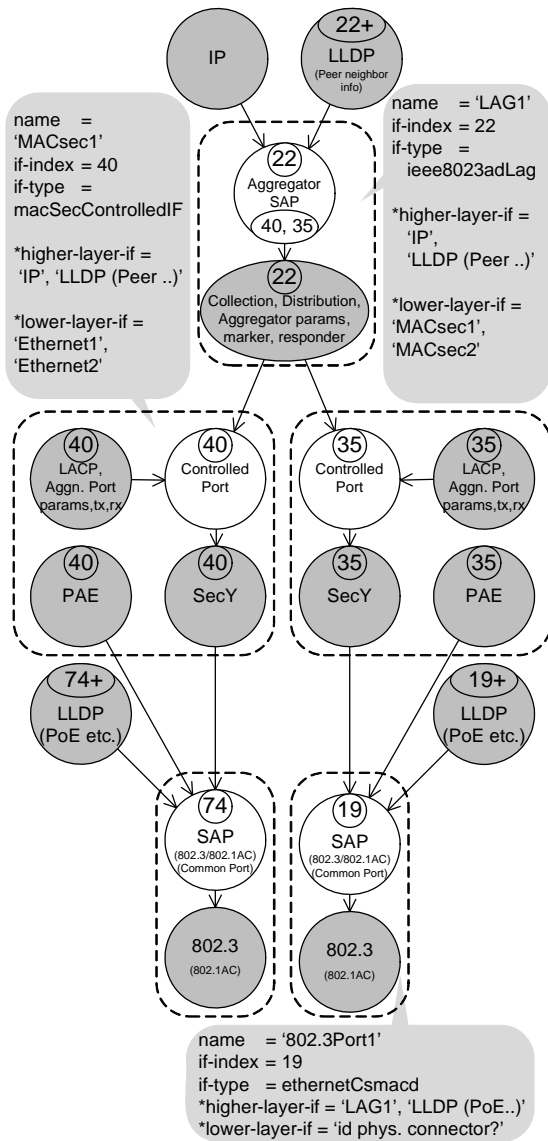 IP
22+
LLDP
(Peer neighbor
info)
name =
‘MACsec1’
if-index = 40
if-type =
macSecControlledIF
*higher-layer-if =
‘IP’, ‘LLDP (Peer ..)’
*lower-layer-if =
‘Ethernet1’,
‘Ethernet2’
name = ‘LAG1’
if-index = 22
if-type =
ieee8023adLag
*higher-layer-if =
‘IP’,
‘LLDP (Peer ..)’
*lower-layer-if =
‘MACsec1’,
‘MACsec2'
22
Aggregator
SAP
40, 35
22
Collection, Distribution,
Aggregator params,
marker, responder
40
LACP,
Aggn. Port
params,tx,rx
40
Controlled
Port
35
Controlled
Port
35
LACP,
Aggn. Port
params,tx,rx
40
PAE
40
SecY
35
SecY
35
PAE
74+
LLDP
(PoE etc.)
19+
LLDP
(PoE etc.)
74
SAP
(802.3/802.1AC)
(Common Port)
19
SAP
(802.3/802.1AC)
(Common Port)
802.3
(802.1AC)
802.3
(802.1AC)
name = ‘802.3Port1’
if-index = 19
if-type = ethernetCsmacd
*higher-layer-if = ‘LAG1’, ‘LLDP (PoE..)’
*lower-layer-if = ‘id phys. connector?’